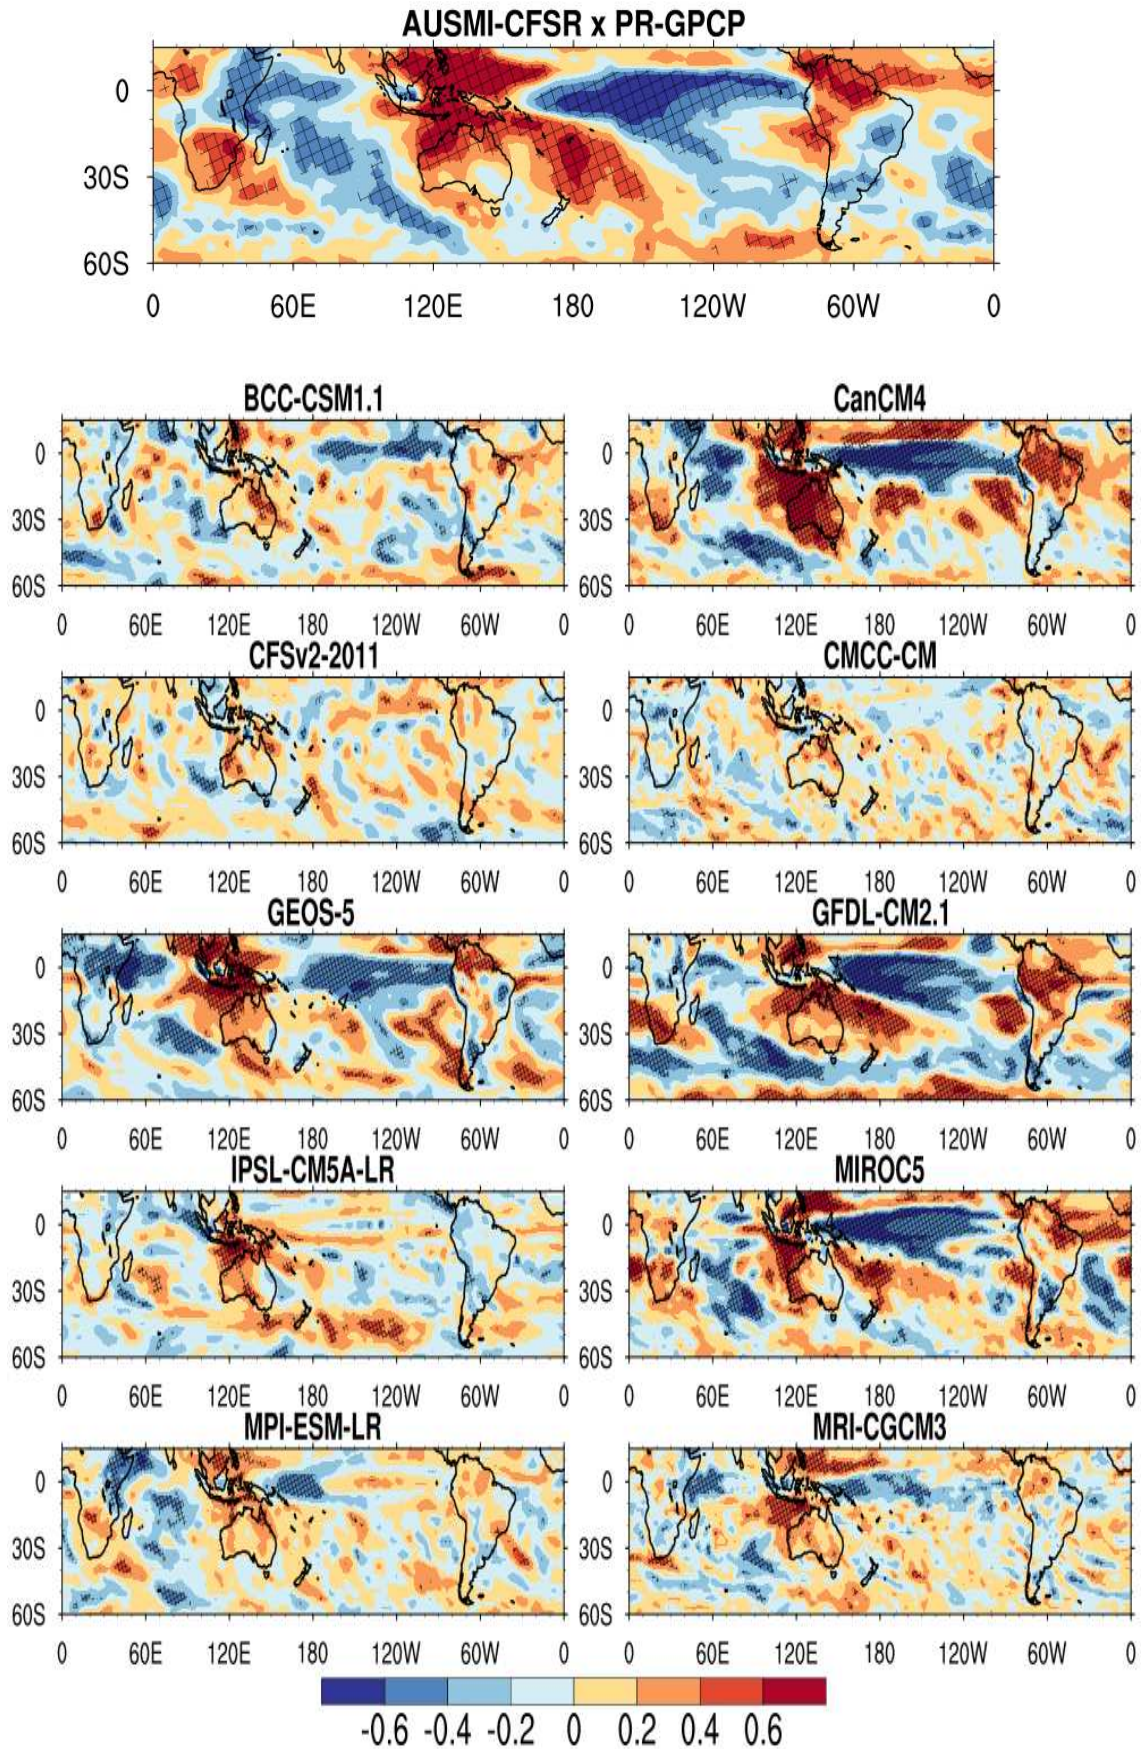 AUSMI-CFSR x PR-GPCP
0
30S
60S
0 60E 120E 180 120W 60W 0
BCC-CSM1.1 CanCM4
0 0
30S 30S
60S 60S
0 60E 120E 180 120W 60W 0 0 60E 120E 180 120W 60W 0
CFSv2-2011 CMCC-CM
0 0
30S 30S
60S 60S
0 60E 120E 180 120W 60W 0 0 60E 120E 180 120W 60W 0
GEOS-5 GFDL-CM2.1
0 0
30S 30S
60S 60S
0 60E 120E 180 120W 60W 0 0 60E 120E 180 120W 60W 0
IPSL-CM5A-LR MIROC5
0 0
30S 30S
60S 60S
0 60E 120E 180 120W 60W 0 0 60E 120E 180 120W 60W 0
MPI-ESM-LR MRI-CGCM3
0 0
30S 30S
60S 60S
0 60E 120E 180 120W 60W 0 0 60E 120E 180 120W 60W 0
-0.6 -0.4 -0.2 0 0.2 0.4 0.6